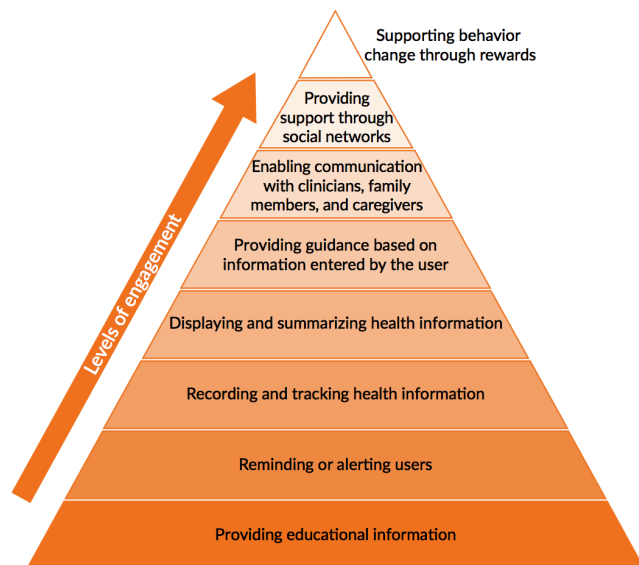 Supporting behavior
change through rewards
Providing
support through
social networks
Enabling communication
with clinicians, family
members, and caregivers
Providing guidance based on
information entered by the user
Displaying and summarizing health information
Recording and tracking health information
Reminding or alerting users
Providing educational information
Levels of engagement